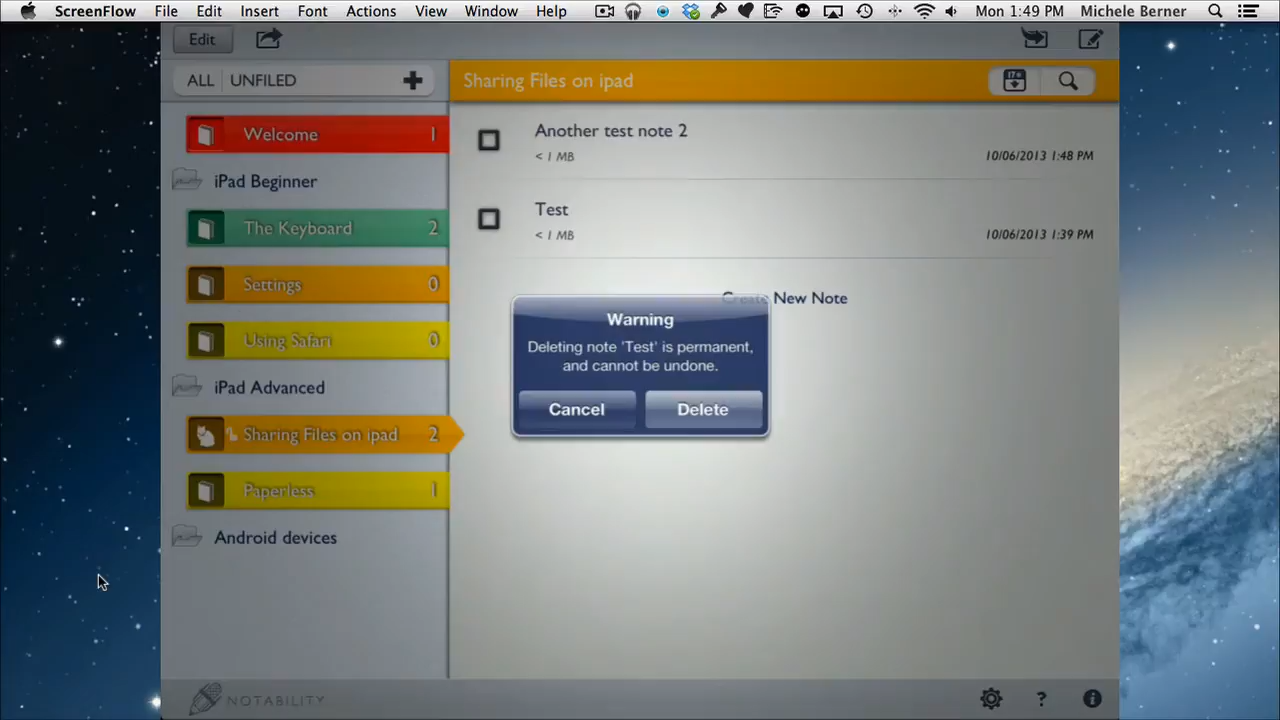 ScreenFlow File Edit Insert Font Actions View Window Help Mon 1:49 PM Michele Berner
Edit
ALL UNFILED
Welcome 1
iPad Beginner
The Keyboard 2
Settings 0
Using Safari 0
iPad Advanced
Sharing Files on ipad 2
Paperless 1
Android devices
NOTABILITY
Sharing Files on ipad
17
Another test note 2
< 1 MB
10/06/2013 1:48 PM
Test
< 1 MB
10/06/2013 1:39 PM
Create New Note
Warning
Deleting note 'Test' is permanent,
and cannot be undone.
Cancel Delete
?